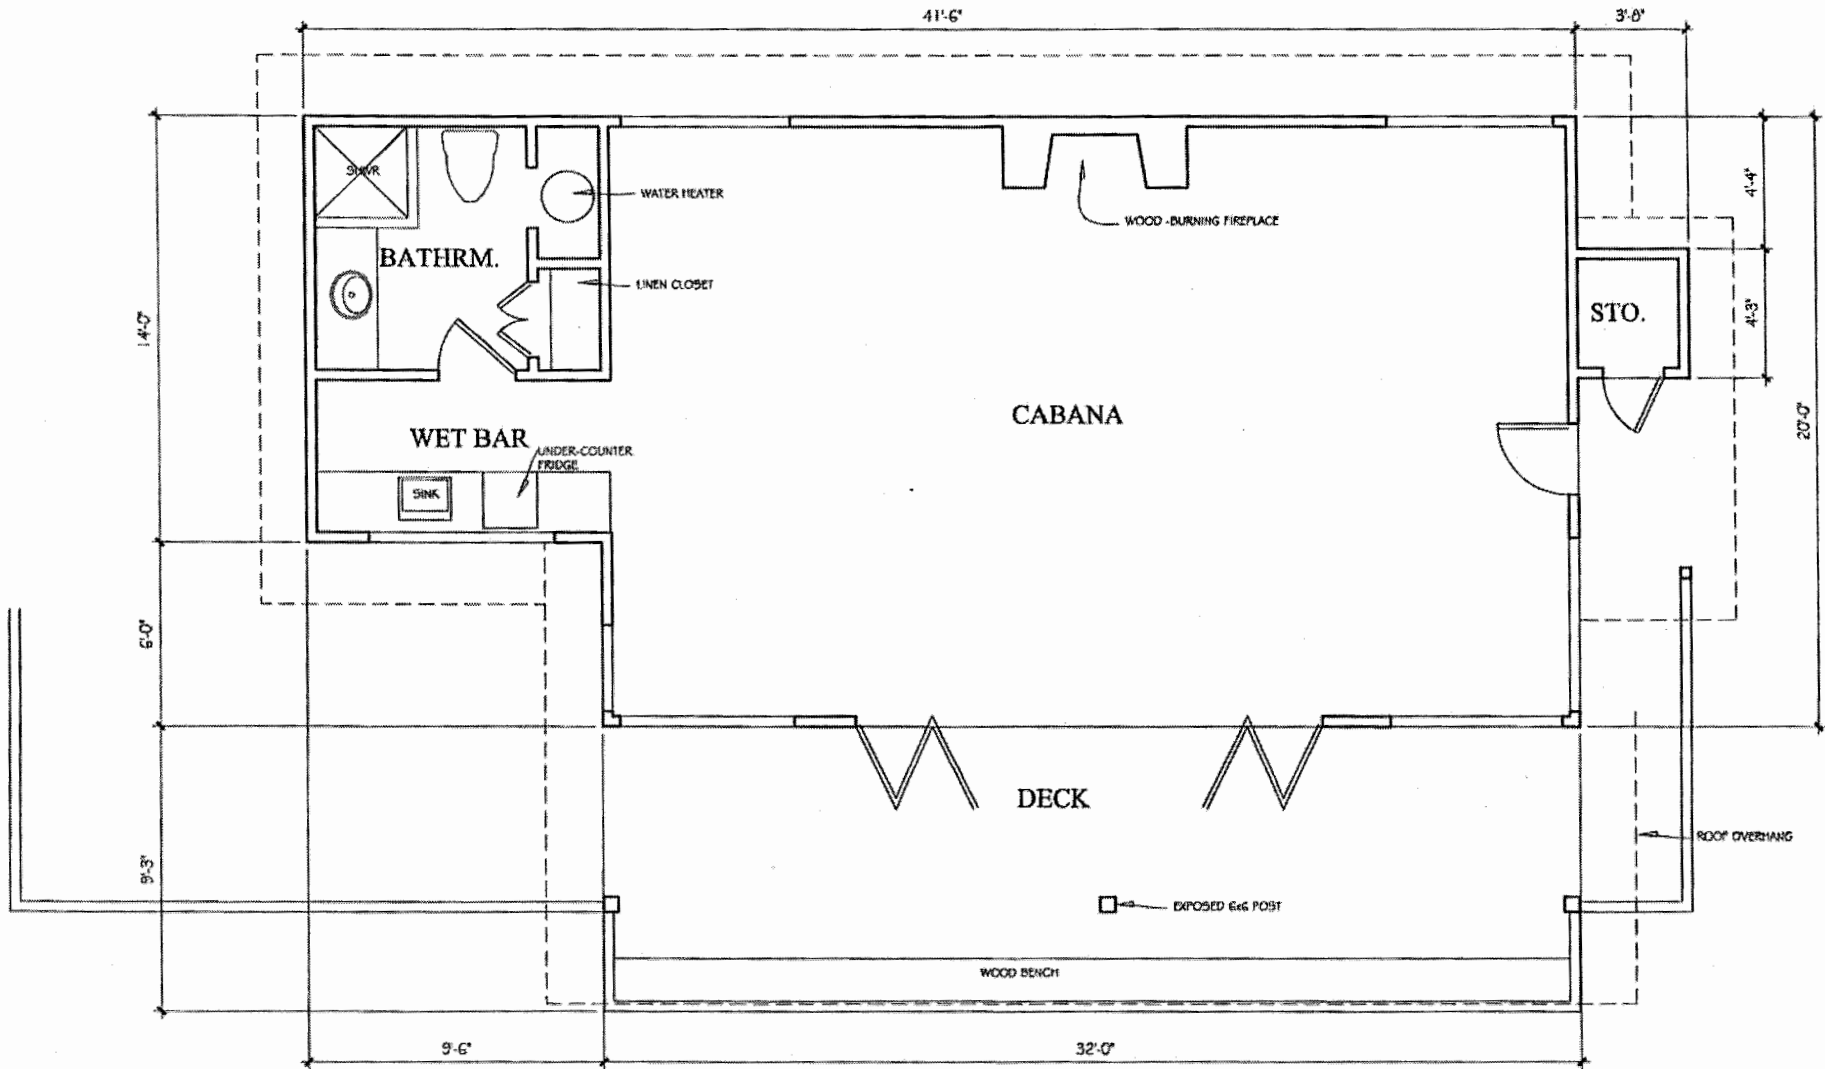 41'-6"
3'-8"
SHWR
WATER HEATER
WOOD-BURNING FIREPLACE
4'-4"
BATHRM.
LINEN CLOSET
14'-0"
STO.
4'-3"
CABANA
20'-0"
WET BAR
UNDER-COUNTER
FRIDGE
SINK
6'-0"
DECK
ROOF OVERHANG
9'-3"
EXPOSED 6x6 POST
WOOD BENCH
9'-6"
32'-0"